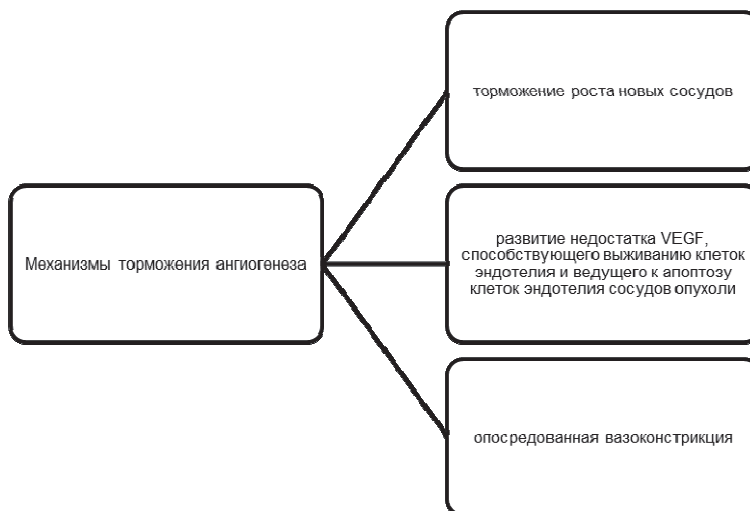 торможение роста новых сосудов
Механизмы торможения ангиогенеза
развитие недостатка VEGF,
способствующего выживанию клеток
эндотелия и ведущего к апоптозу
клеток эндотелия сосудов опухоли
опосредованная вазоконстрикция